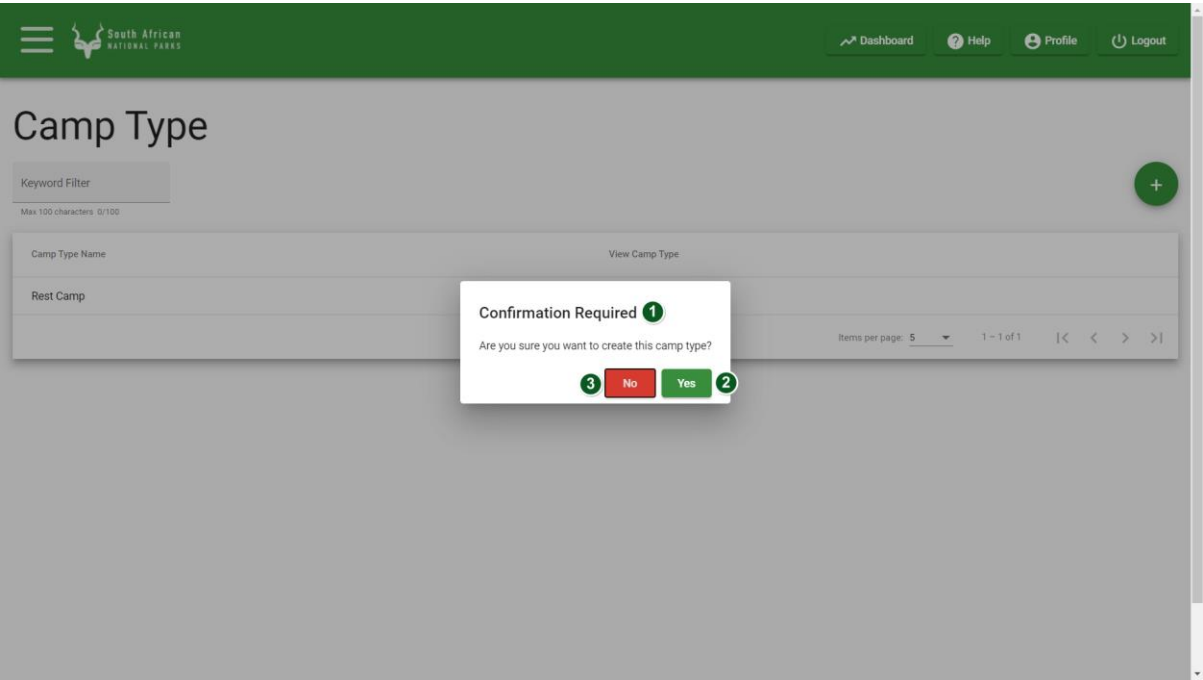 South African
NATIONAL PARKS
Dashboard
Help
Profile
Logout
Camp Type
Keyword Filter
Max 100 characters 0/100
Camp Type Name
View Camp Type
Rest Camp
Confirmation Required 1
Are you sure you want to create this camp type?
3 No Yes 2
Items per page: 5 1 – 1 of 1